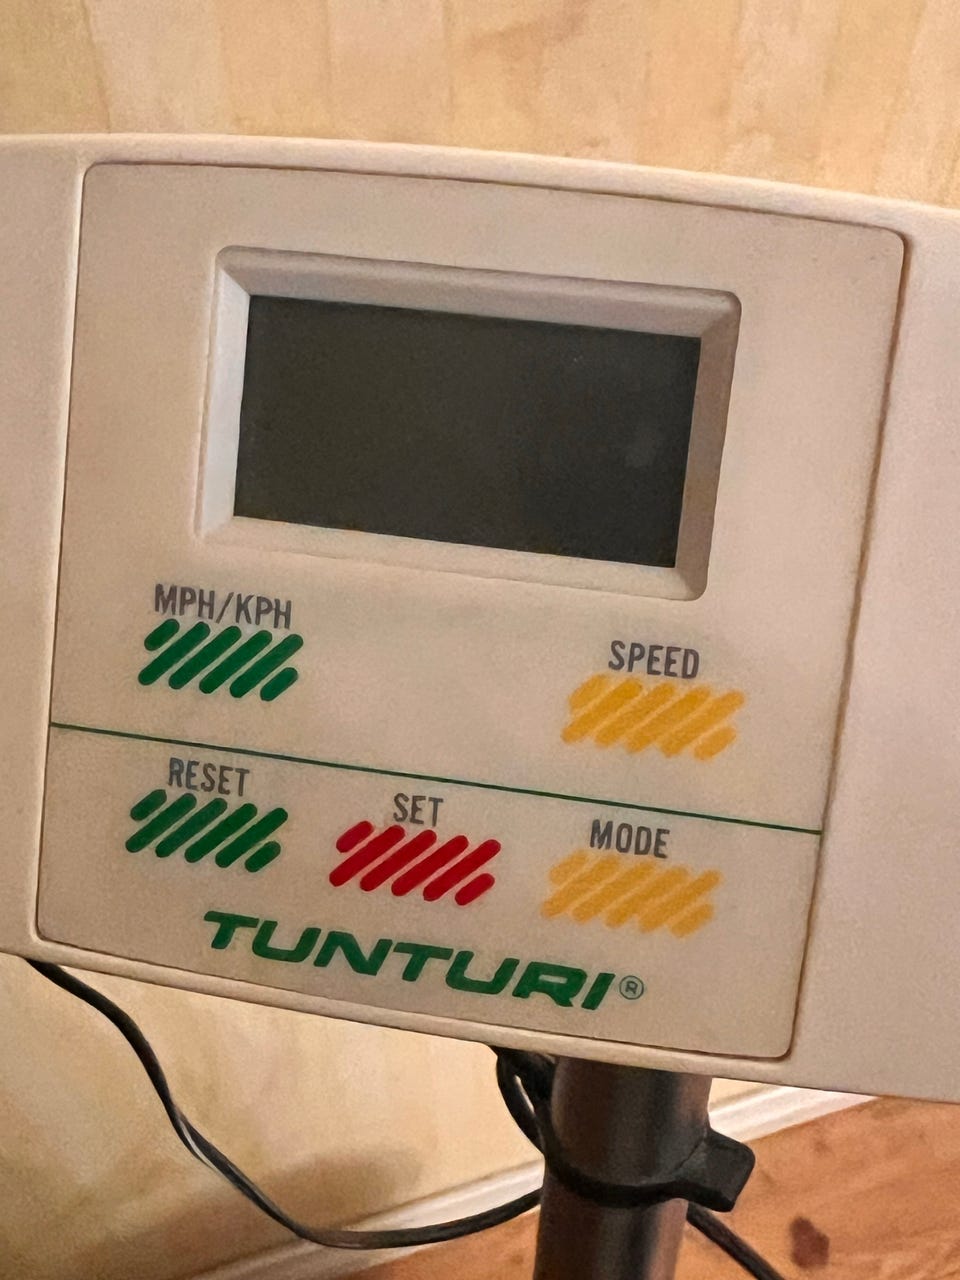 MPH/KPH
SPEED
RESET
SET
MODE
TUNTURI®